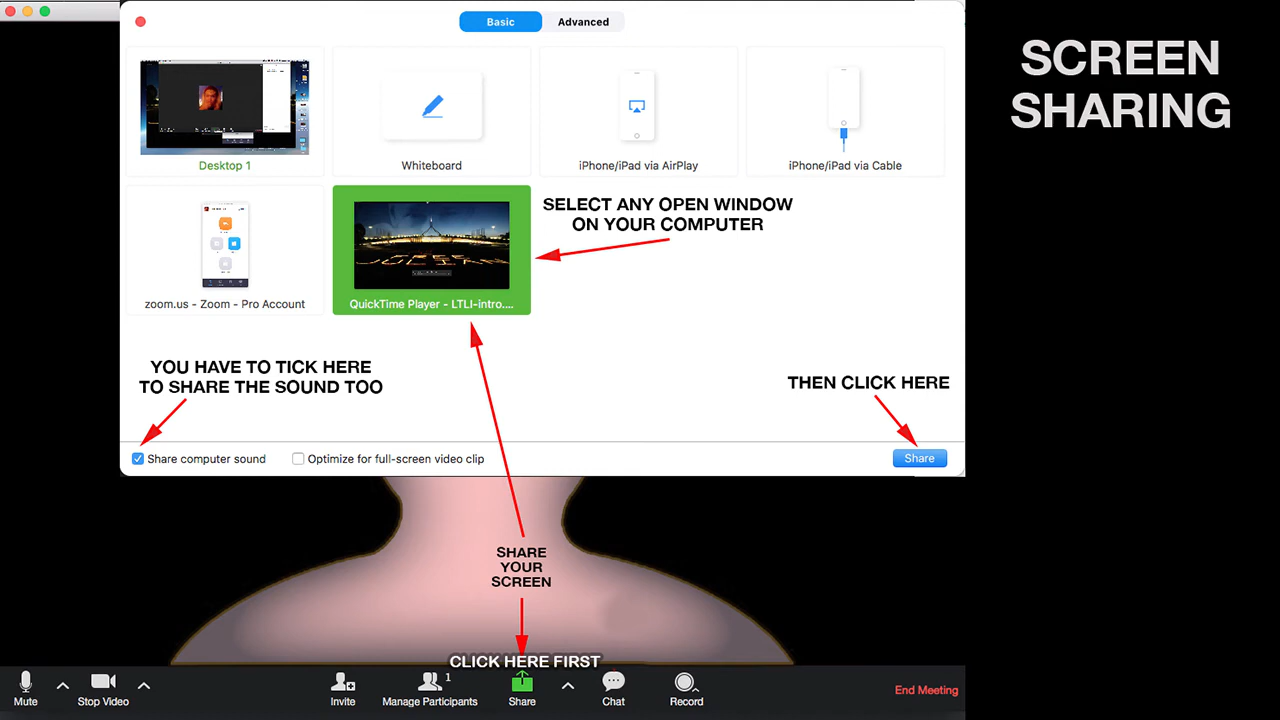 Basic
Advanced
SCREEN
SHARING
Desktop 1
Whiteboard
iPhone/iPad via AirPlay
iPhone/iPad via Cable
SELECT ANY OPEN WINDOW
ON YOUR COMPUTER
zoom.us - Zoom - Pro Account
QuickTime Player - LTLI-intro....
YOU HAVE TO TICK HERE
TO SHARE THE SOUND TOO
THEN CLICK HERE
Share computer sound
Optimize for full-screen video clip
Share
SHARE
YOUR
SCREEN
CLICK HERE FIRST
Mute
Stop Video
Invite
1
Manage Participants
Share
Chat
Record
End Meeting